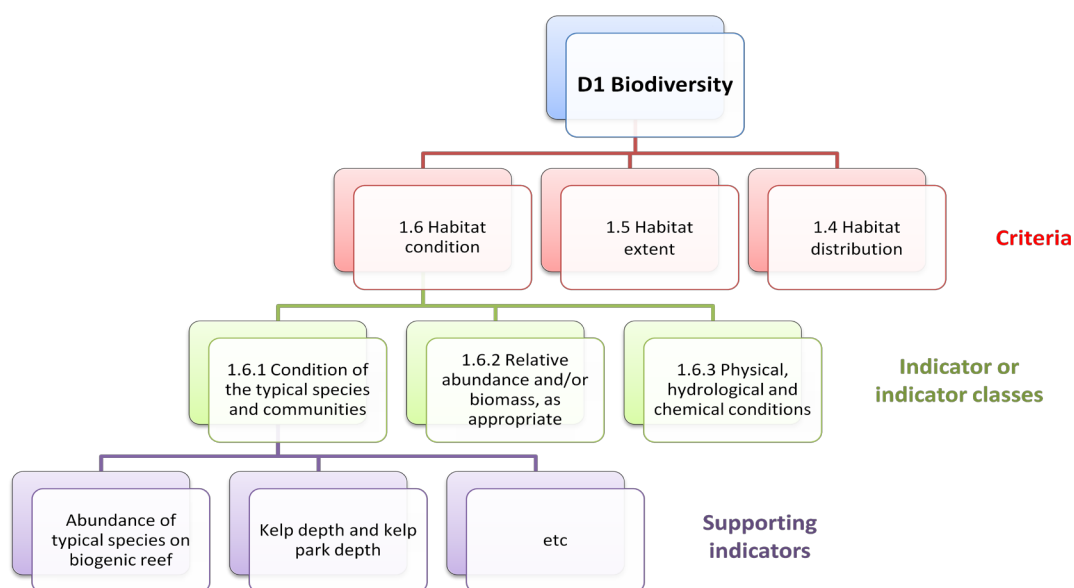 D1 Biodiversity
1.6 Habitat
condition
1.5 Habitat
extent
1.4 Habitat
distribution
Criteria
1.6.1 Condition of
the typical species
and communities
1.6.2 Relative
abundance and/or
biomass, as
appropriate
1.6.3 Physical,
hydrological and
chemical conditions
Indicator or
indicator classes
Abundance of
typical species on
biogenic reef
Kelp depth and kelp
park depth
etc
Supporting
indicators